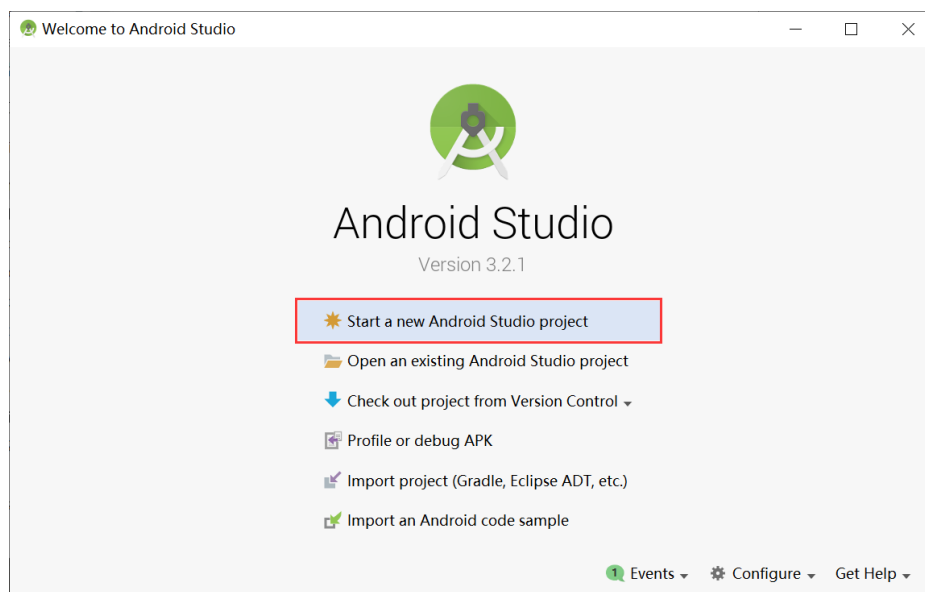 Welcome to Android Studio
Android Studio
Version 3.2.1
Start a new Android Studio project
Open an existing Android Studio project
Check out project from Version Control
Profile or debug APK
Import project (Gradle, Eclipse ADT, etc.)
Import an Android code sample
1 Events Configure Get Help